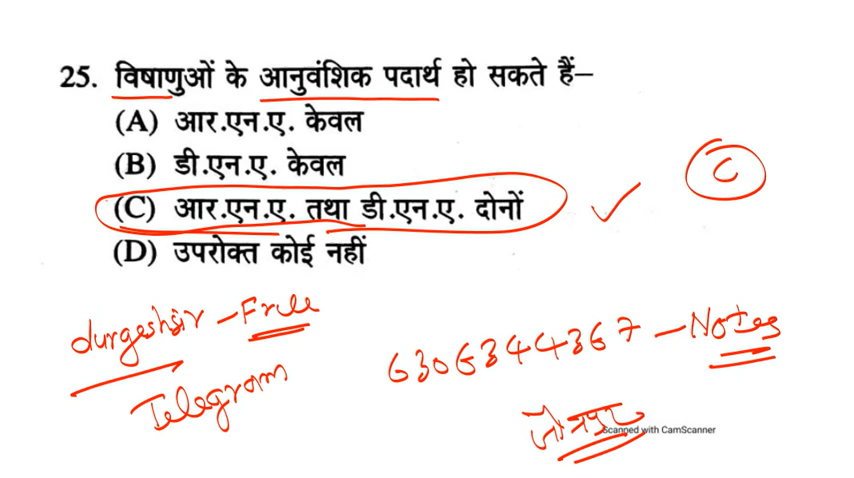 25. विषाणुओं के आनुवंशिक पदार्थ हो सकते हैं–
(A) आर.एन.ए. केवल
(B) डी.एन.ए. केवल
(C) आर.एन.ए. तथा डी.एन.ए. दोनों
C
(D) उपरोक्त कोई नहीं
durgeshsir – Free
Telegram
6306344367 – Notes
Scanned with CamScanner